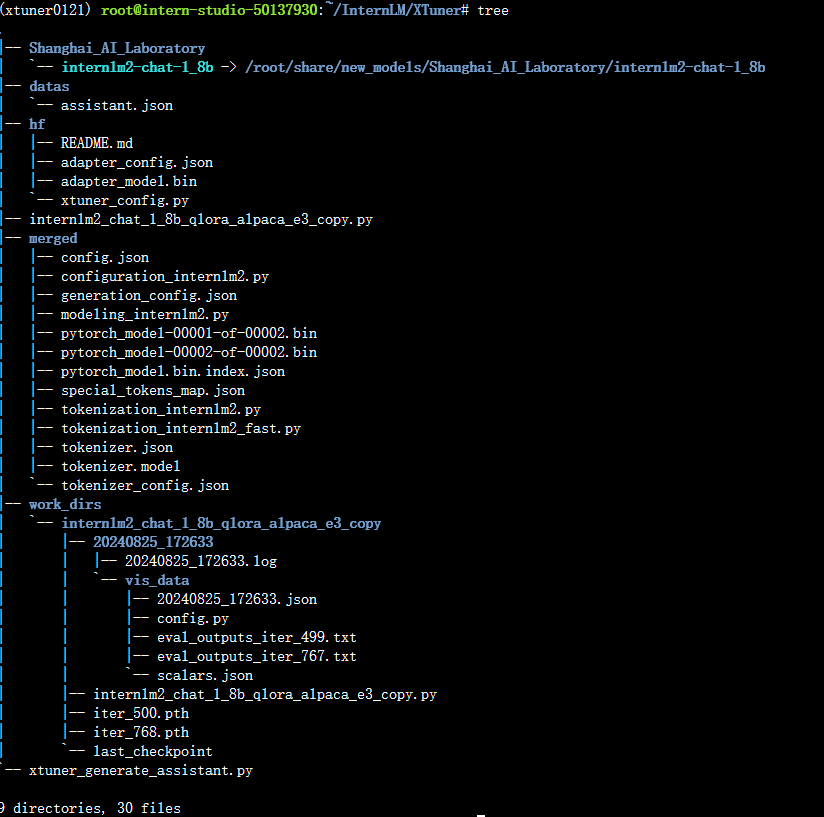 (xtuner0121) root@intern-studio-50137930:~/InternLM/XTuner# tree
.
|-- Shanghai_AI_Laboratory
|   `-- internlm2-chat-1_8b -> /root/share/new_models/Shanghai_AI_Laboratory/internlm2-chat-1_8b
|-- datas
|   `-- assistant.json
|-- hf
|   |-- README.md
|   |-- adapter_config.json
|   |-- adapter_model.bin
|   `-- xtuner_config.py
|-- internlm2_chat_1_8b_qlora_alpaca_e3_copy.py
|-- merged
|   |-- config.json
|   |-- configuration_internlm2.py
|   |-- generation_config.json
|   |-- modeling_internlm2.py
|   |-- pytorch_model-00001-of-00002.bin
|   |-- pytorch_model-00002-of-00002.bin
|   |-- pytorch_model.bin.index.json
|   |-- special_tokens_map.json
|   |-- tokenization_internlm2.py
|   |-- tokenization_internlm2_fast.py
|   |-- tokenizer.json
|   |-- tokenizer.model
|   `-- tokenizer_config.json
|-- work_dirs
|   `-- internlm2_chat_1_8b_qlora_alpaca_e3_copy
|       |-- 20240825_172633
|       |   |-- 20240825_172633.log
|       |   `-- vis_data
|       |       |-- 20240825_172633.json
|       |       |-- config.py
|       |       |-- eval_outputs_iter_499.txt
|       |       |-- eval_outputs_iter_767.txt
|       |       `-- scalars.json
|       |-- internlm2_chat_1_8b_qlora_alpaca_e3_copy.py
|       |-- iter_500.pth
|       |-- iter_768.pth
|       `-- last_checkpoint
`-- xtuner_generate_assistant.py
9 directories, 30 files